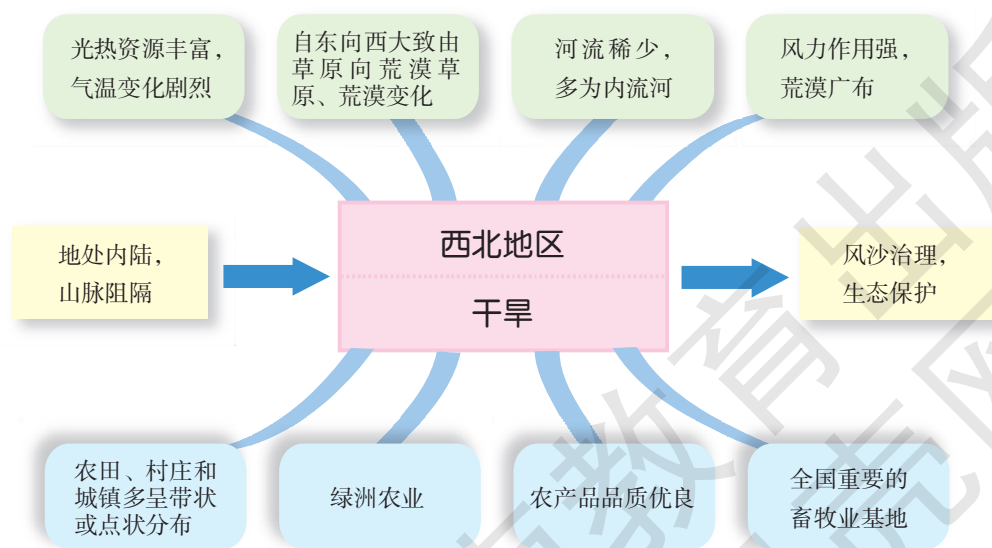 光热资源丰富，
气温变化剧烈
自东向西大致由
草原向荒漠草
原、荒漠变化
河流稀少，
多为内流河
风力作用强，
荒漠广布
地处内陆，
山脉阻隔
西北地区
干旱
风沙治理，
生态保护
农田、村庄和
城镇多呈带状
或点状分布
绿洲农业
农产品品质优良
全国重要的
畜牧业基地